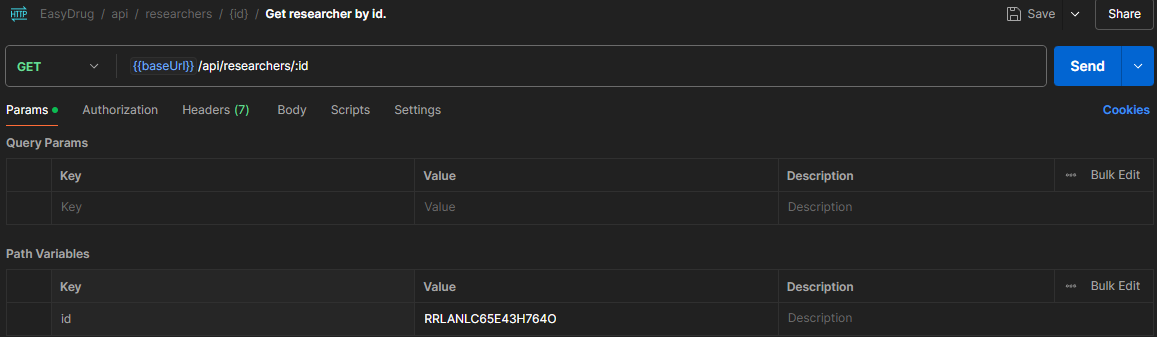 HTTP EasyDrug / api / researchers / {id} / Get researcher by id. Save Share
GET {{baseUrl}} /api/researchers/:id Send
Params Authorization Headers (7) Body Scripts Settings Cookies
Query Params
Key Value Description Bulk Edit
Key Value Description
Path Variables
Key Value Description Bulk Edit
id RRLANLC65E43H764O Description